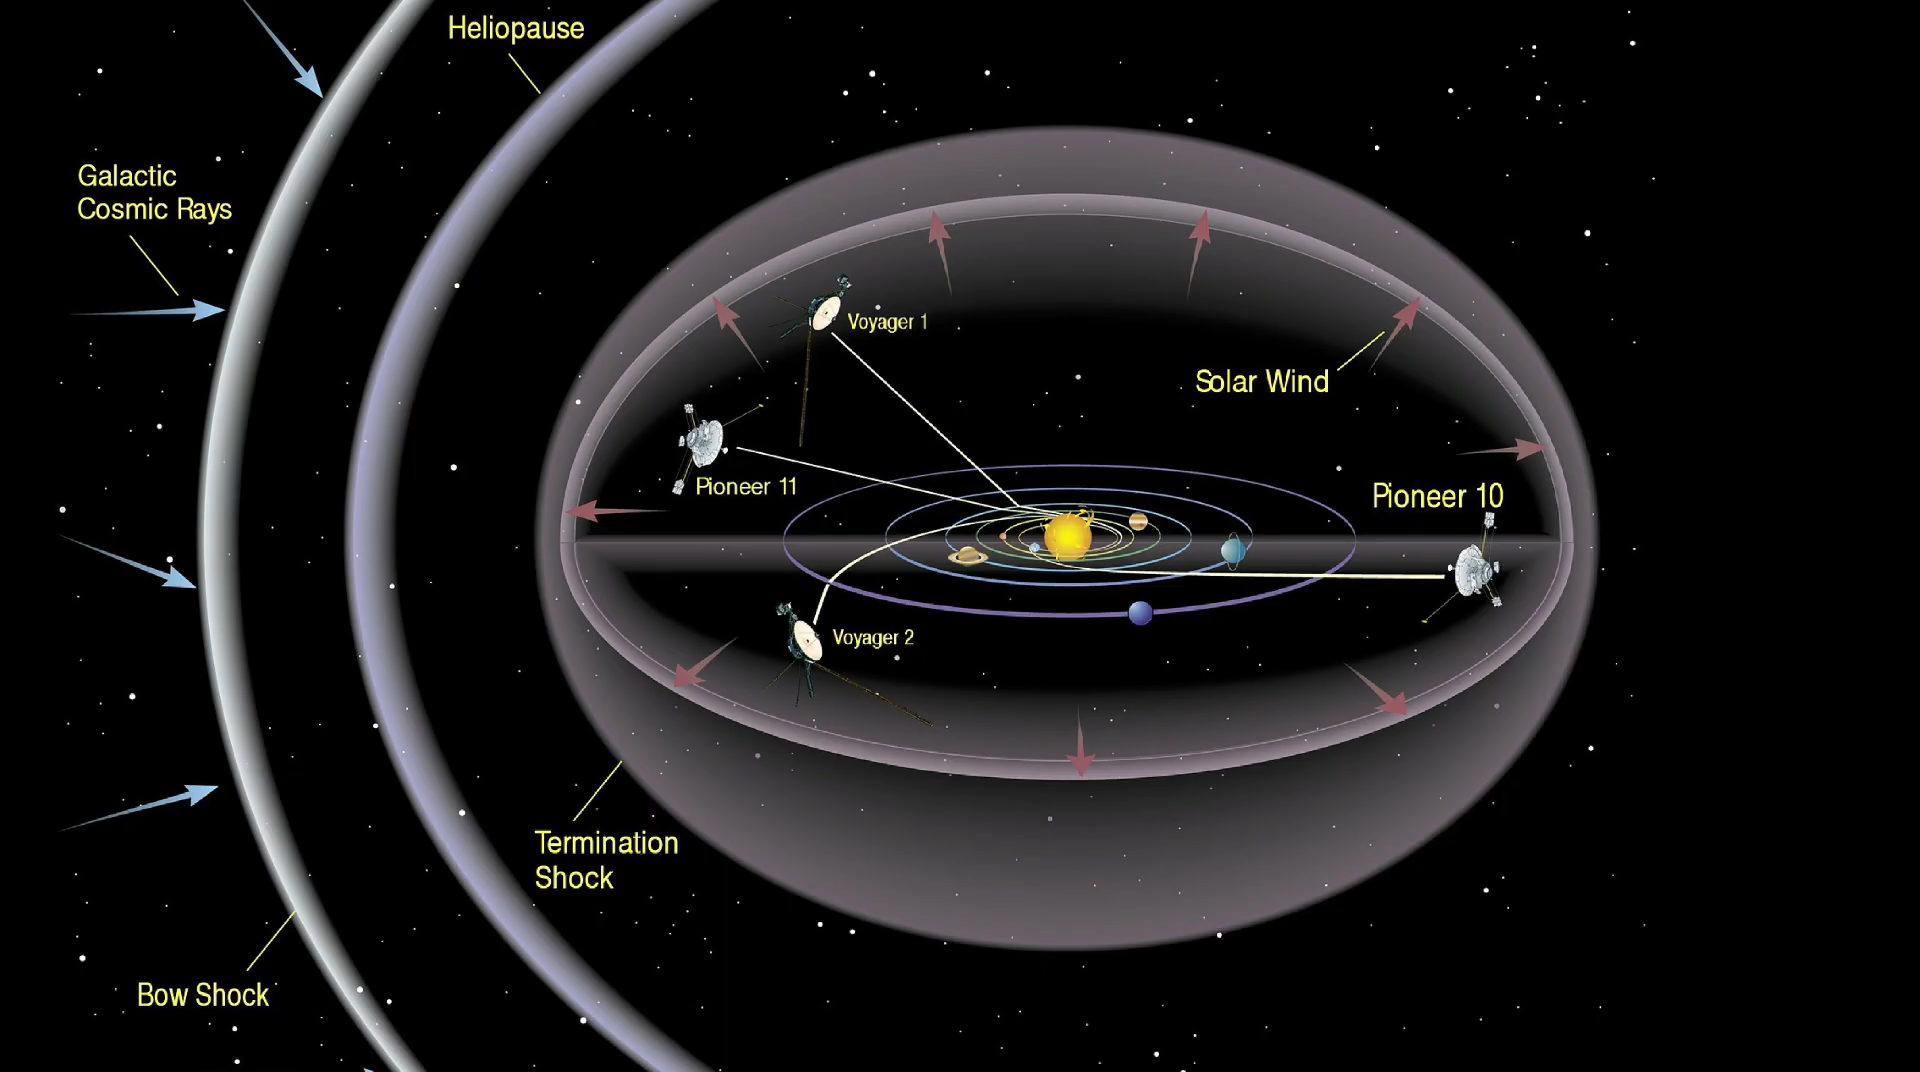 Heliopause
Galactic
Cosmic Rays
Voyager 1
Solar Wind
Pioneer 11
Pioneer 10
Voyager 2
Termination
Shock
Bow Shock